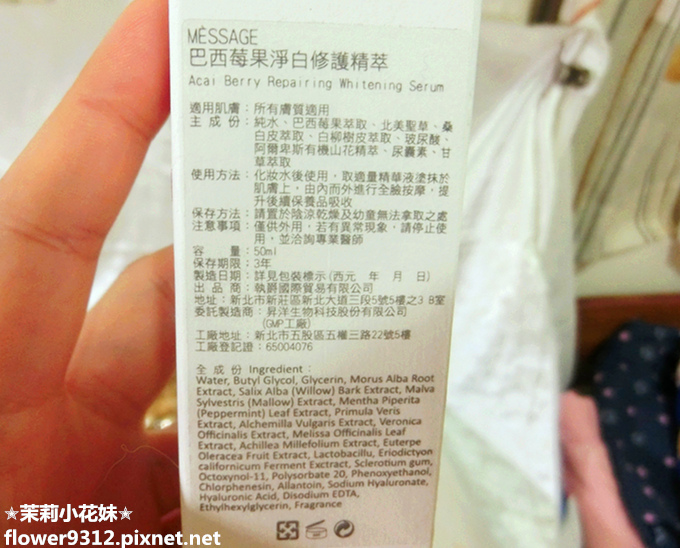 MÈSSAGE
巴西莓果淨白修護精萃
Acai Berry Repairing Whitening Serum
適用肌膚：所有膚質適用
主成份：純水、巴西莓果萃取、北美聖草、桑
白皮萃取、白柳樹皮萃取、玻尿酸、
阿爾卑斯有機山花精萃、尿囊素、甘
草萃取
使用方法：化妝水後使用，取適量精華液塗抹於
肌膚上，由內而外進行全臉按摩，提
升後續保養品吸收
保存方法：請置於陰涼乾燥及幼童無法拿取之處
注意事項：僅供外用，若有異常現象，請停止使
用，並洽詢專業醫師
容量：50ml
保存期限：3年
製造日期：詳見包裝標示(西元 年 月 日)
出品商：執爵國際貿易有限公司
地址：新北市新莊區新北大道三段5號5樓之3 B室
委託製造商：昇洋生物科技股份有限公司
(GMP工廠)
工廠地址：新北市五股區五權三路22號5樓
工廠登記證：65004076
全成份 Ingredient：
Water, Butyl Glycol, Glycerin, Morus Alba Root
Extract, Salix Alba (Willow) Bark Extract, Malva
Sylvestris (Mallow) Extract, Mentha Piperita
(Peppermint) Leaf Extract, Primula Veris
Extract, Alchemilla Vulgaris Extract, Veronica
Officinalis Extract, Melissa Officinalis Leaf
Extract, Achillea Millefolium Extract, Euterpe
Oleracea Fruit Extract, Lactobacillu, Eriodictyon
californicum Ferment Exctract, Sclerotium gum,
Octoxynol-11, Polysorbate 20, Phenoxyethanol,
Chlorphenesin, Allantoin, Sodium Hyaluronate,
Hyaluronic Acid, Disodium EDTA,
Ethylhexylglycerin, Fragrance
✭茉莉小花妹✭
flower9312.pixnet.net